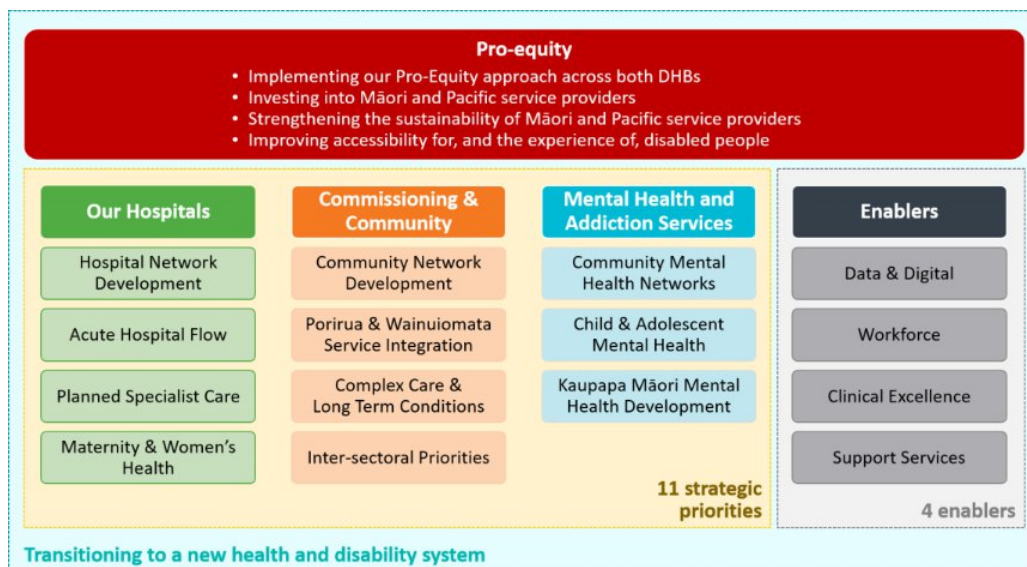 Pro-equity
• Implementing our Pro-Equity approach across both DHBs
• Investing into Māori and Pacific service providers
• Strengthening the sustainability of Māori and Pacific service providers
• Improving accessibility for, and the experience of, disabled people
Our Hospitals
Hospital Network
Development
Acute Hospital Flow
Planned Specialist Care
Maternity & Women's
Health
Commissioning &
Community
Community Network
Development
Porirua & Wainuiomata
Service Integration
Complex Care &
Long Term Conditions
Inter-sectoral Priorities
Mental Health and
Addiction Services
Community Mental
Health Networks
Child & Adolescent
Mental Health
Kaupapa Māori Mental
Health Development
11 strategic
priorities
Enablers
Data & Digital
Workforce
Clinical Excellence
Support Services
4 enablers
Transitioning to a new health and disability system